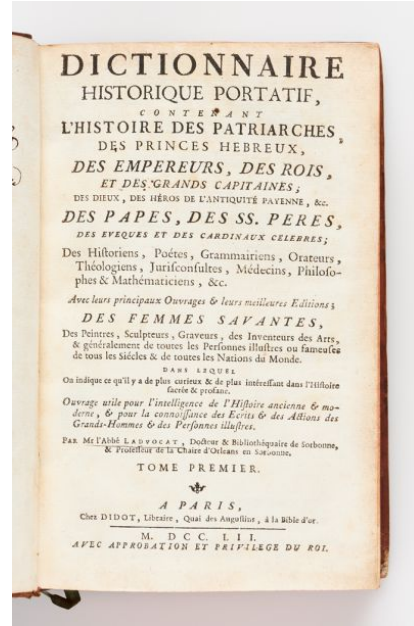 DICTIONNAIRE
HISTORIQUE PORTATIF,
CONTENANT
L'HISTOIRE DES PATRIARCHES,
DES PRINCES HEBREUX,
DES EMPEREURS, DES ROIS,
ET DES GRANDS CAPITAINES;
DES DIEUX, DES HÉROS DE L'ANTIQUITÉ PAYENNE, &c.
DES PAPES, DES SS. PERES,
DES EVEQUES ET DES CARDINAUX CELEBRES;
Des Historiens, Poétes, Grammairiens, Orateurs,
Théologiens, Jurisconsultes, Médecins, Philoso-
phes & Mathématiciens, &c.
Avec leurs principaux Ouvrages & leurs meilleures Editions;
DES FEMMES SAVANTES,
Des Peintres, Sculpteurs, Graveurs, des Inventeurs des Arts,
& généralement de toutes les Personnes illustres ou fameuses
de tous les Siécles & de toutes les Nations du Monde.
DANS LEQUEL
On indique ce qu'il y a de plus curieux & de plus intéressant dans l'Histoire
sacrée & profane.
Ouvrage utile pour l'intelligence de l'Histoire ancienne & mo-
derne, & pour la connoissance des Ecrits & des Actions des
Grands-Hommes & des Personnes illustres.
PAR Mr l'Abbé LADVOCAT, Docteur & Bibliothéquaire de Sorbonne,
& Professeur de la Chaire d'Orleans en Sorbonne,
TOME PREMIER.
A PARIS,
Chez DIDOT, Libraire, Quai des Augustins, à la Bible d'or.
M. DCC. LII.
AVEC APPROBATION ET PRIVILEGE DU ROI.